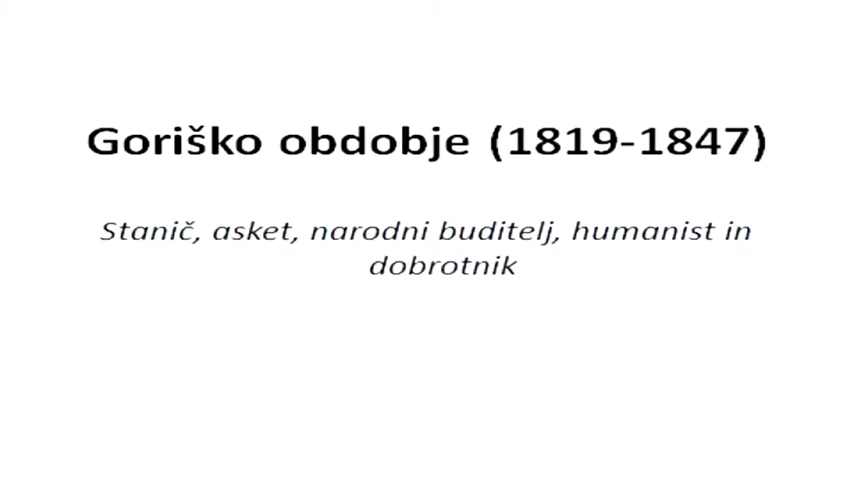 Goriško obdobje (1819-1847)
Stanič, asket, narodni buditelj, humanist in
dobrotnik